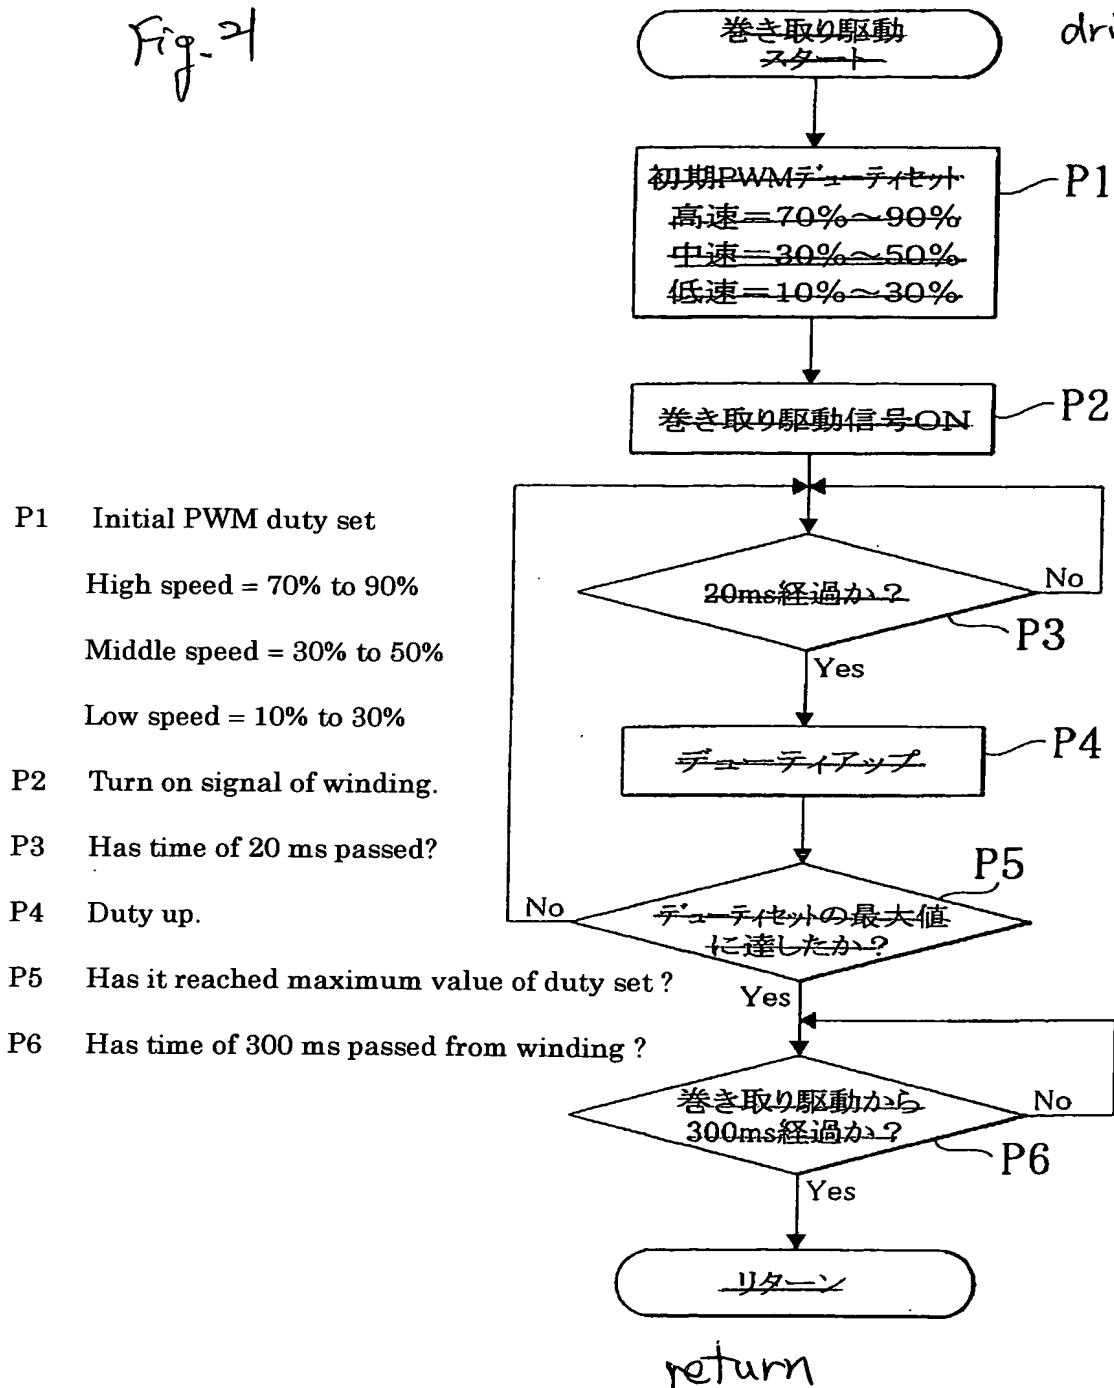 Fig. 21
巻き取り駆動
スタート
初期PWMデューティセット
高速=70%~90%
中速=30%~50%
低速=10%~30%
P1
巻き取り駆動信号ON
P2
20ms経過か?
No
P3
Yes
デューティアップ
P4
P5
デューティセットの最大値
に達したか?
No
Yes
巻き取り駆動から
300ms経過か?
No
P6
Yes
リターン
return
P1 Initial PWM duty set
High speed = 70% to 90%
Middle speed = 30% to 50%
Low speed = 10% to 30%
P2 Turn on signal of winding.
P3 Has time of 20 ms passed?
P4 Duty up.
P5 Has it reached maximum value of duty set ?
P6 Has time of 300 ms passed from winding ?